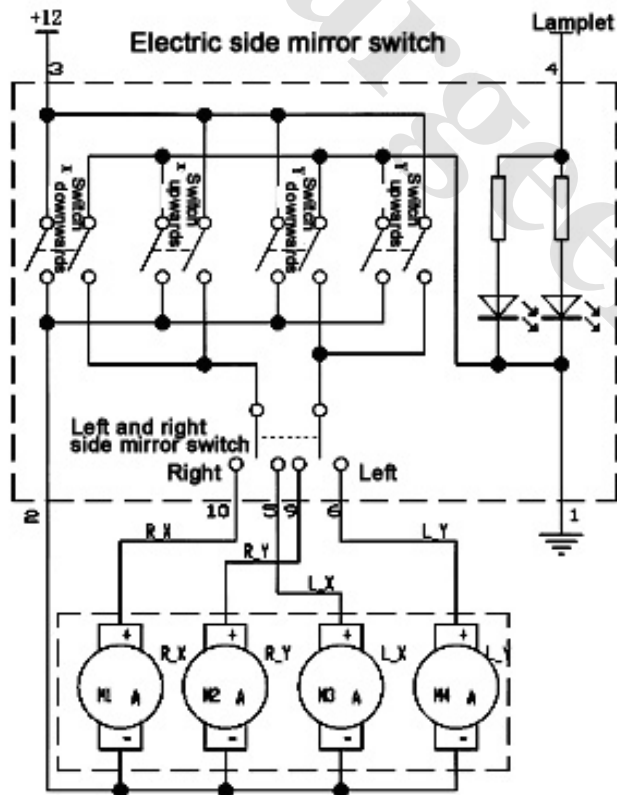 +12
Electric side mirror switch
Lamplet
3
4
X
Switch
downwards
X
Switch
upwards
Y
Switch
downwards
Y
Switch
upwards
Left and right
side mirror switch
Right
Left
2
10
9
6
1
R_X
R_Y
L_X
L_Y
+
+
+
+
R_X
R_Y
L_X
L_Y
M1 A
M2 A
M3 A
M4 A
-
-
-
-